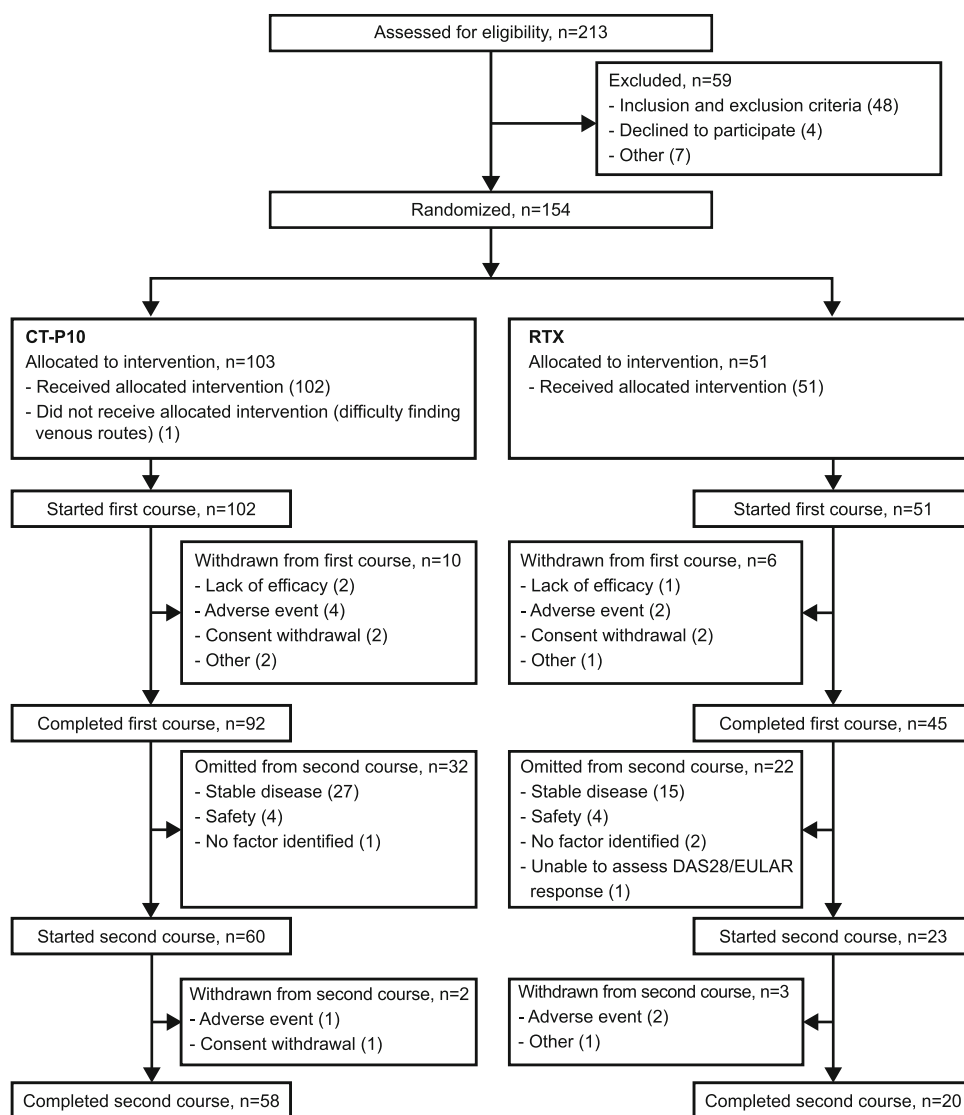 Assessed for eligibility, n=213
Excluded, n=59
- Inclusion and exclusion criteria (48)
- Declined to participate (4)
- Other (7)
Randomized, n=154
CT-P10
Allocated to intervention, n=103
- Received allocated intervention (102)
- Did not receive allocated intervention (difficulty finding
venous routes) (1)
RTX
Allocated to intervention, n=51
- Received allocated intervention (51)
Started first course, n=102
Started first course, n=51
Withdrawn from first course, n=10
- Lack of efficacy (2)
- Adverse event (4)
- Consent withdrawal (2)
- Other (2)
Withdrawn from first course, n=6
- Lack of efficacy (1)
- Adverse event (2)
- Consent withdrawal (2)
- Other (1)
Completed first course, n=92
Completed first course, n=45
Omitted from second course, n=32
- Stable disease (27)
- Safety (4)
- No factor identified (1)
Omitted from second course, n=22
- Stable disease (15)
- Safety (4)
- No factor identified (2)
- Unable to assess DAS28/EULAR
response (1)
Started second course, n=60
Started second course, n=23
Withdrawn from second course, n=2
- Adverse event (1)
- Consent withdrawal (1)
Withdrawn from second course, n=3
- Adverse event (2)
- Other (1)
Completed second course, n=58
Completed second course, n=20